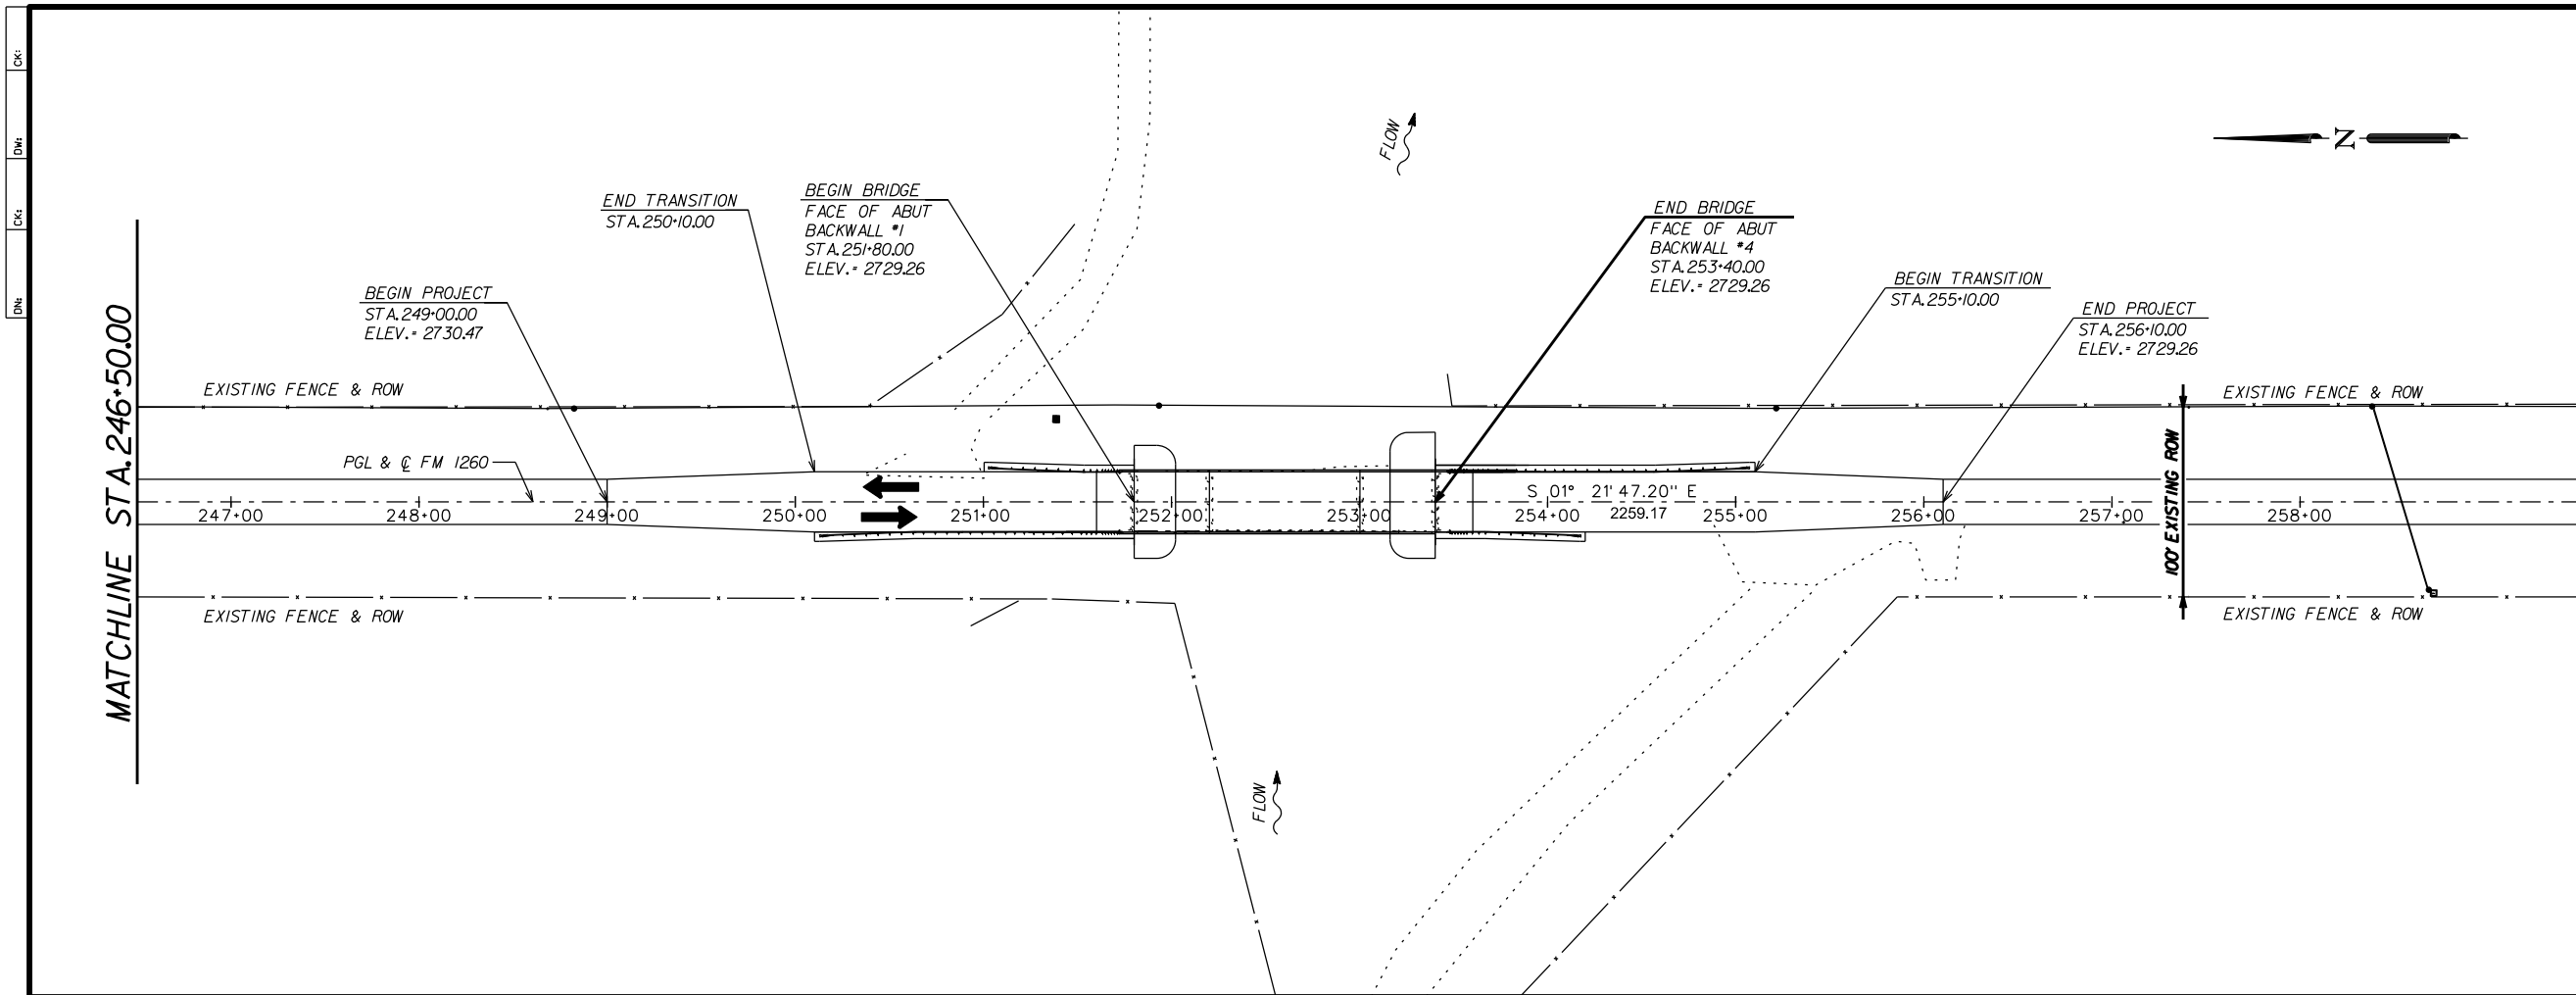 CK:
DW:
CK:
DN:
MATCHLINE STA.246+50.00
BEGIN PROJECT
STA.249+00.00
ELEV.= 2730.47
END TRANSITION
STA.250+10.00
BEGIN BRIDGE
FACE OF ABUT
BACKWALL #1
STA.251+80.00
ELEV.= 2729.26
FLOW
END BRIDGE
FACE OF ABUT
BACKWALL #4
STA.253+40.00
ELEV.= 2729.26
BEGIN TRANSITION
STA.255+10.00
END PROJECT
STA.256+10.00
ELEV.= 2729.26
N
EXISTING FENCE & ROW
EXISTING FENCE & ROW
PGL & ℄ FM 1260
S 01° 21' 47.20" E
2259.17
247+00
248+00
249+00
250+00
251+00
252+00
253+00
254+00
255+00
256+00
257+00
258+00
100' EXISTING ROW
EXISTING FENCE & ROW
EXISTING FENCE & ROW
FLOW